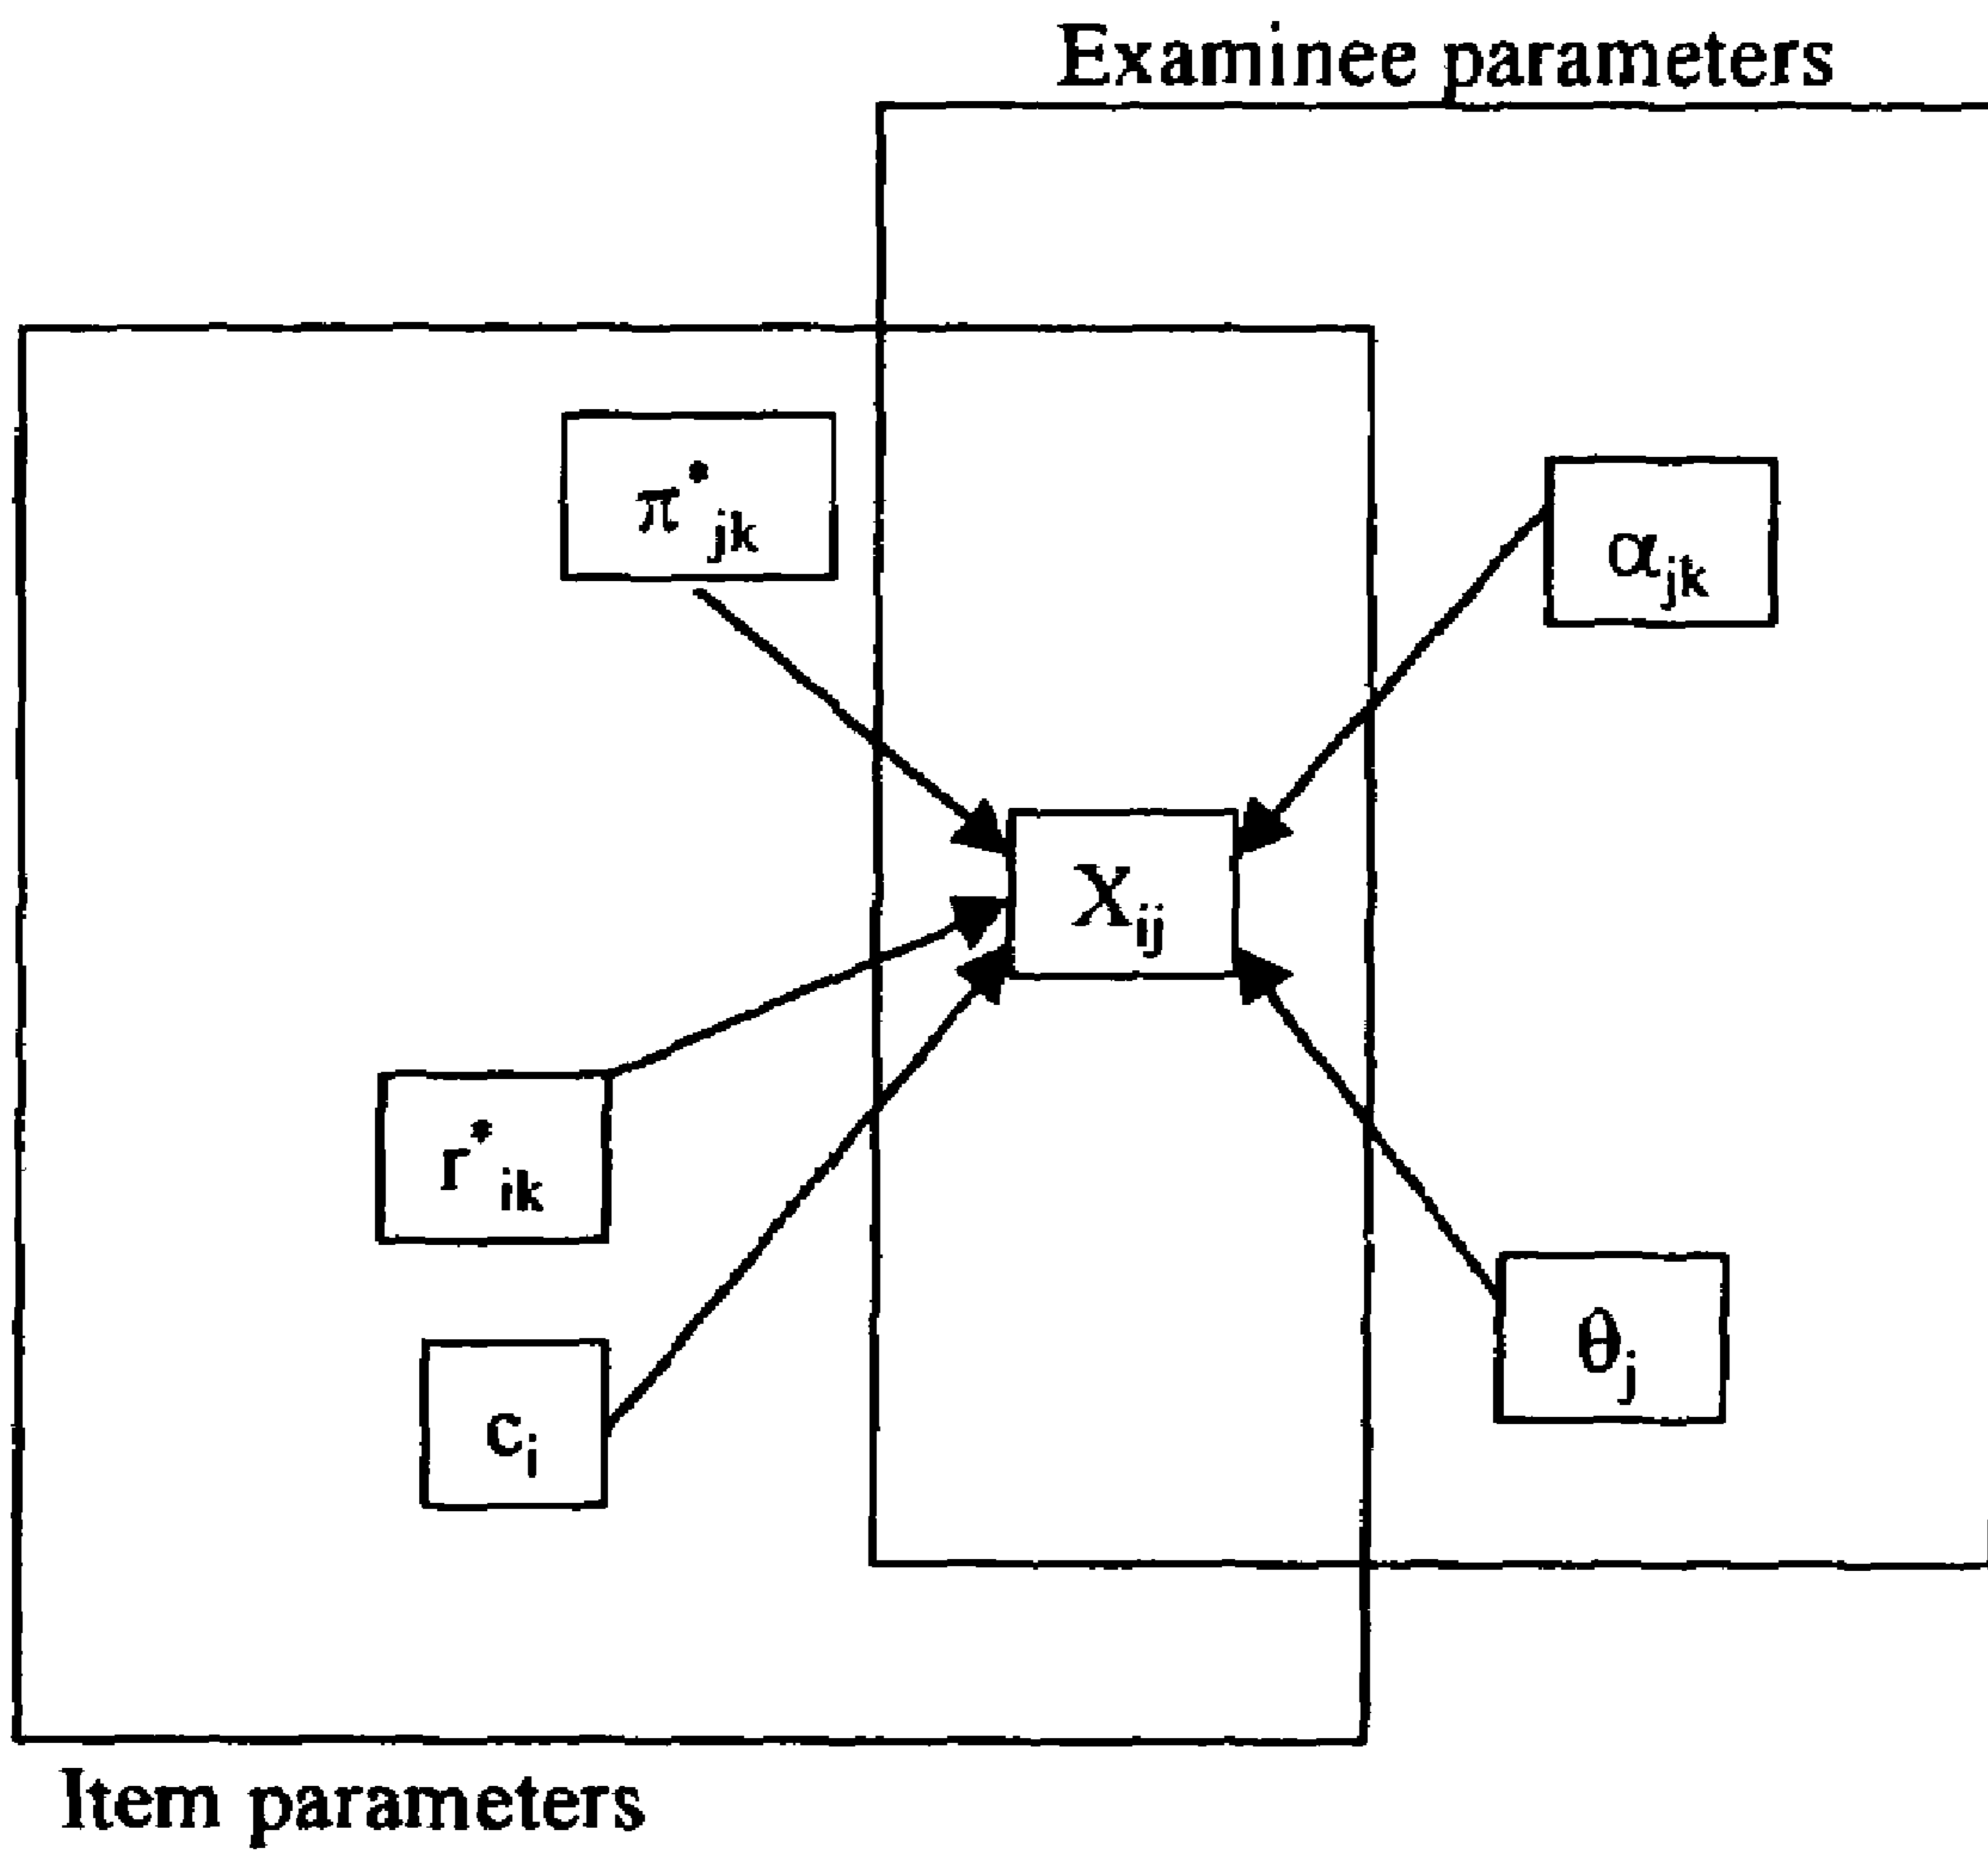 Examinee parameters
π*jk
αjk
Xij
r*ik
θj
ci
Item parameters